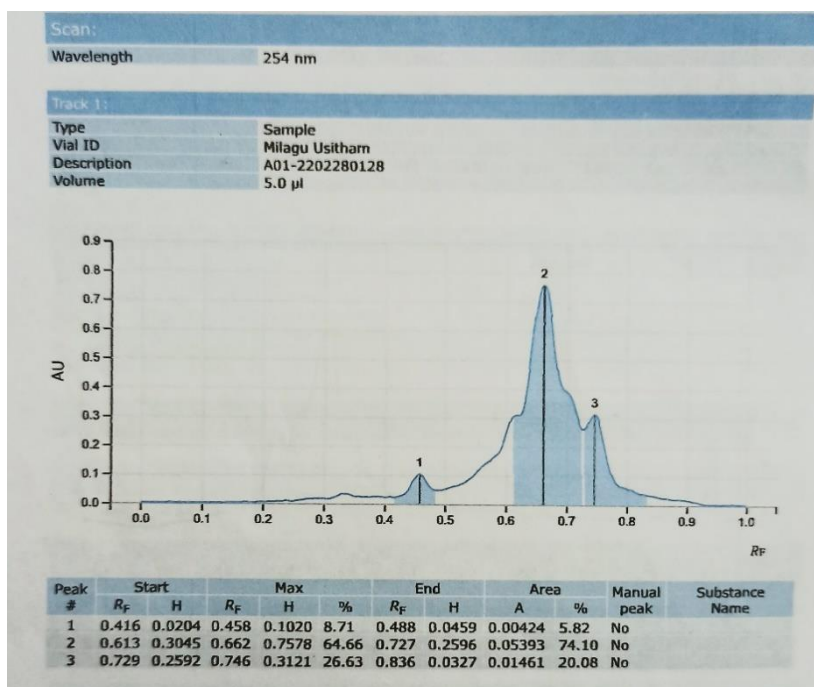 Scan:
Wavelength 254 nm
Track 1:
Type Sample
Vial ID Milagu Usitham
Description A01-2202280128
Volume 5.0 µl
0.9
0.8
0.7
0.6
0.5
0.4
0.3
0.2
0.1
0.0
AU
1
2
3
0.0 0.1 0.2 0.3 0.4 0.5 0.6 0.7 0.8 0.9 1.0
RF
Peak Start Max End Area Manual Substance
# RF H RF H % RF H A % peak Name
1 0.416 0.0204 0.458 0.1020 8.71 0.488 0.0459 0.00424 5.82 No
2 0.613 0.3045 0.662 0.7578 64.66 0.727 0.2596 0.05393 74.10 No
3 0.729 0.2592 0.746 0.3121 26.63 0.836 0.0327 0.01461 20.08 No